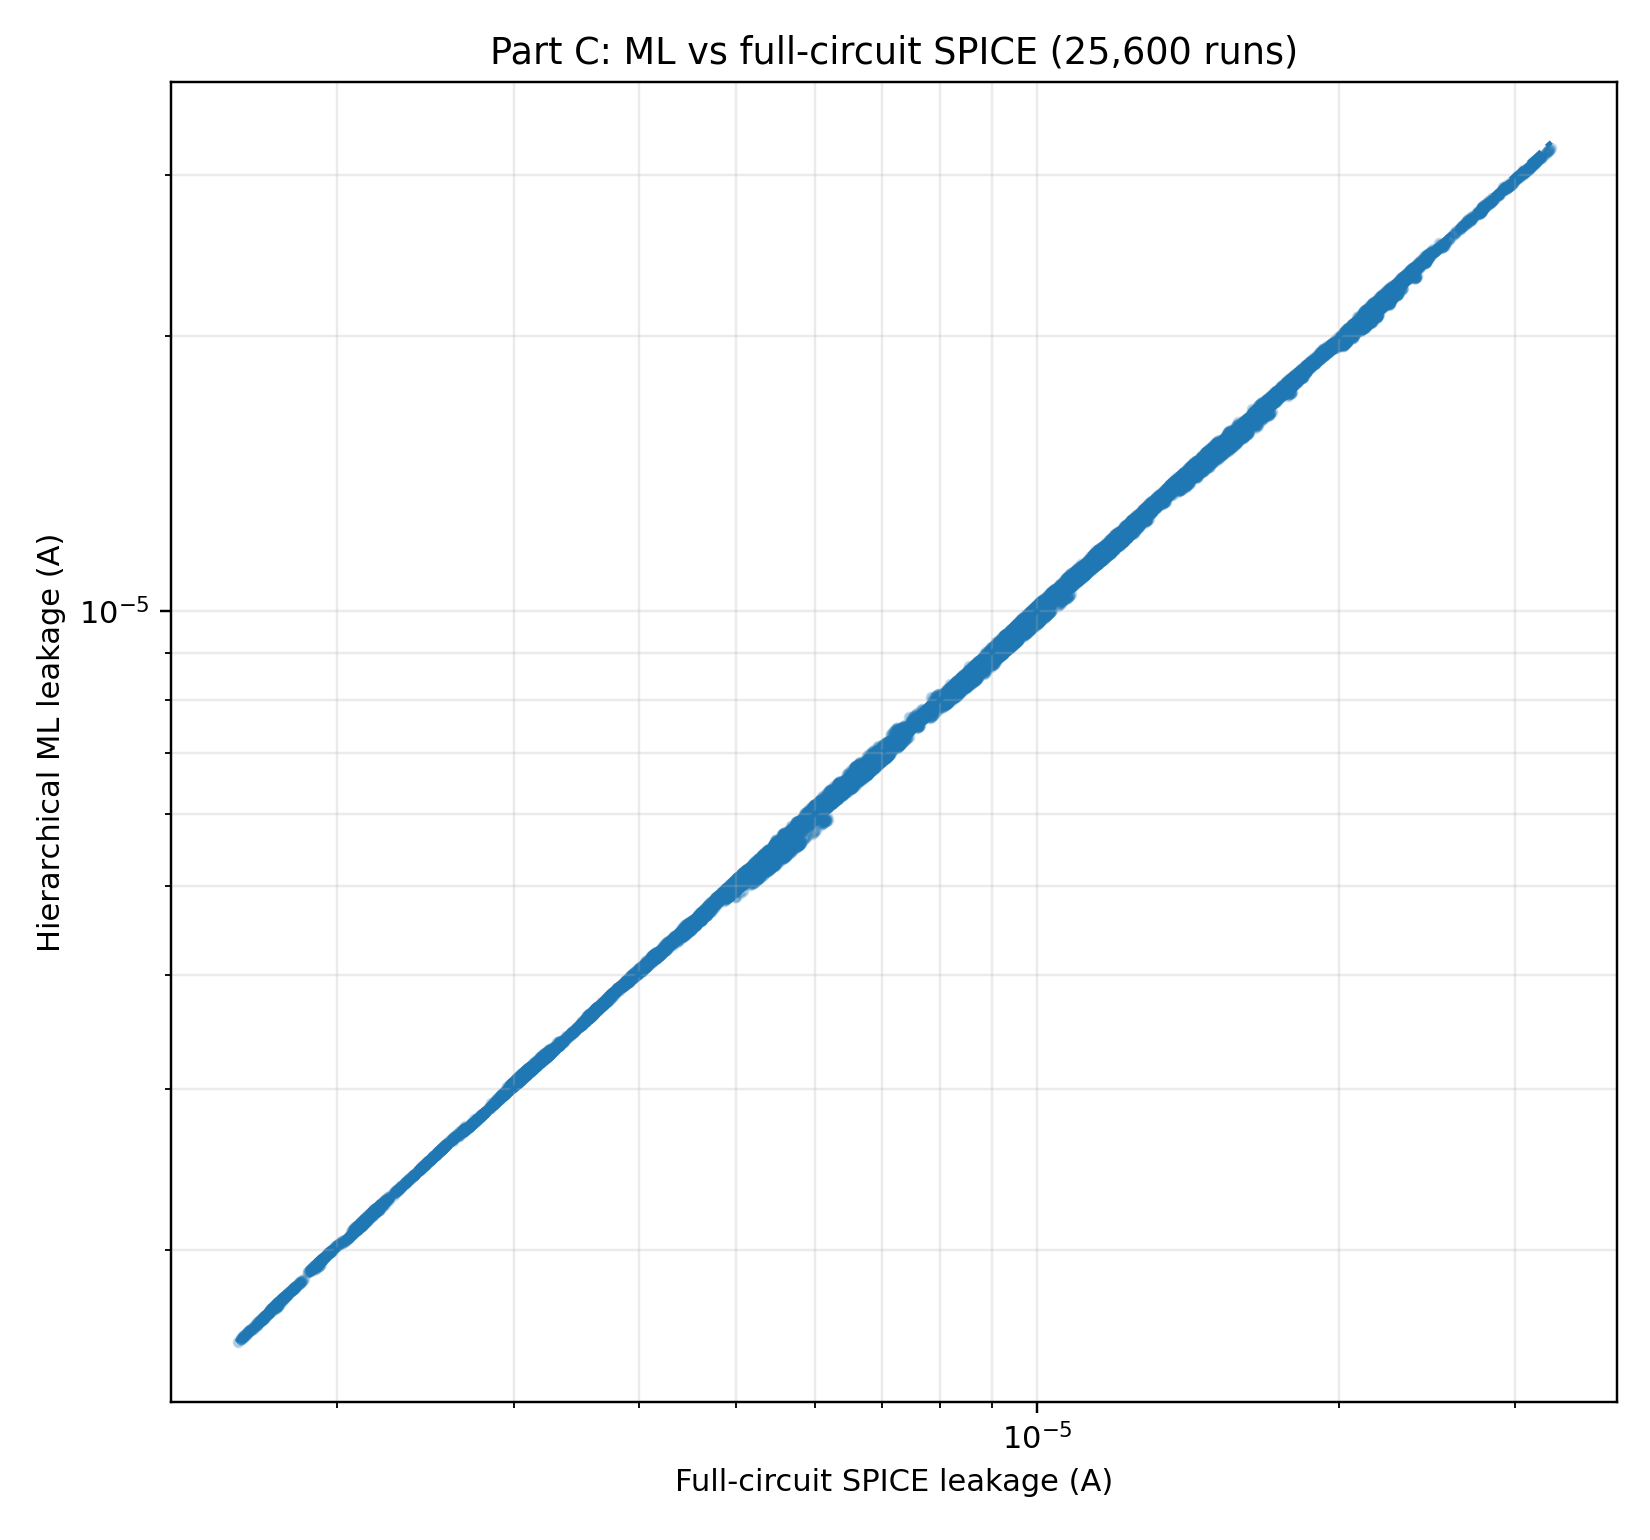 Part C: ML vs full-circuit SPICE (25,600 runs)
Hierarchical ML leakage (A)
10⁻⁵
10⁻⁵
Full-circuit SPICE leakage (A)